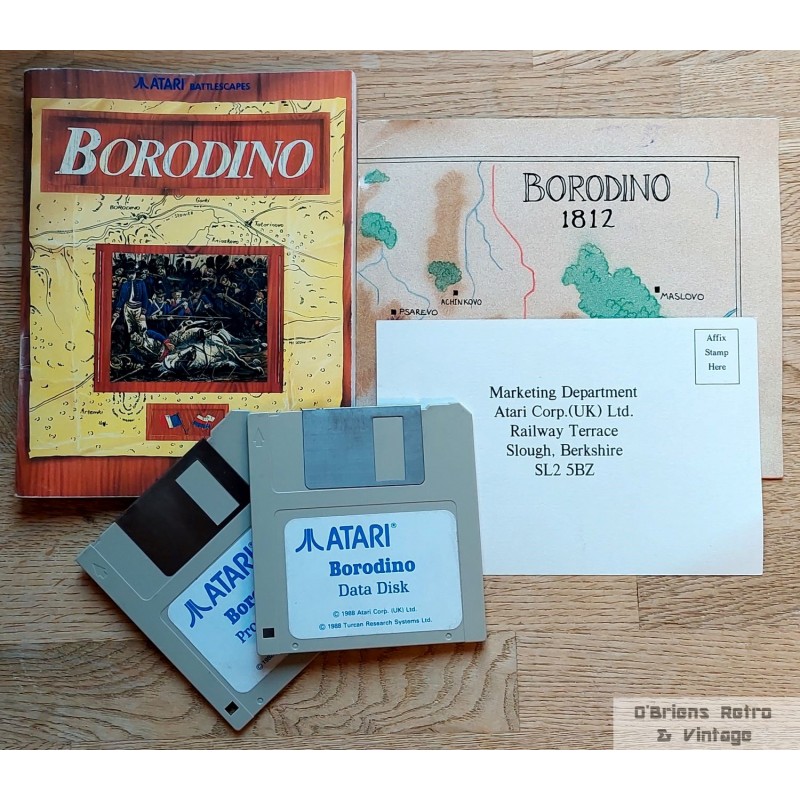 ATARI BATTLESCAPES
BORODINO
BORODINO
BORODINO
1812
ACHINKOVO
PSAREVO
MASLOVO
Affix
Stamp
Here
Marketing Department
Atari Corp.(UK) Ltd.
Railway Terrace
Slough, Berkshire
SL2 5BZ
ATARI
ATARI®
Borodino
Data Disk
© 1988 Atari Corp. (UK) Ltd.
© 1988 Turcan Research Systems Ltd.
O'Briens Retro
& Vintage